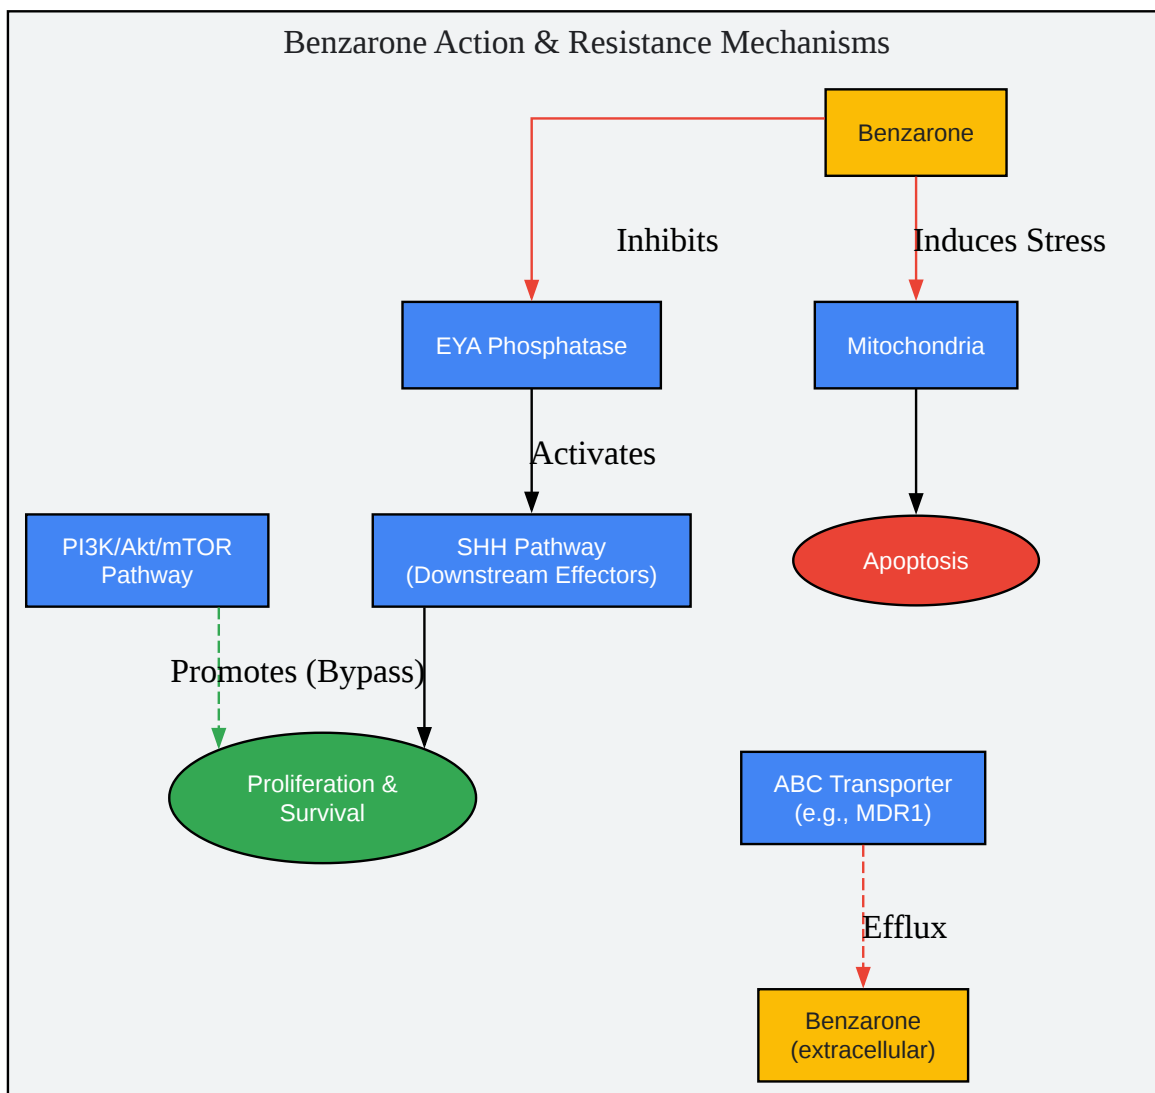 Benzarone Action & Resistance Mechanisms
Benzarone
Inhibits
Induces Stress
EYA Phosphatase
Mitochondria
Activates
PI3K/Akt/mTOR
Pathway
SHH Pathway
(Downstream Effectors)
Apoptosis
Promotes (Bypass)
Proliferation &
Survival
ABC Transporter
(e.g., MDR1)
Efflux
Benzarone
(extracellular)